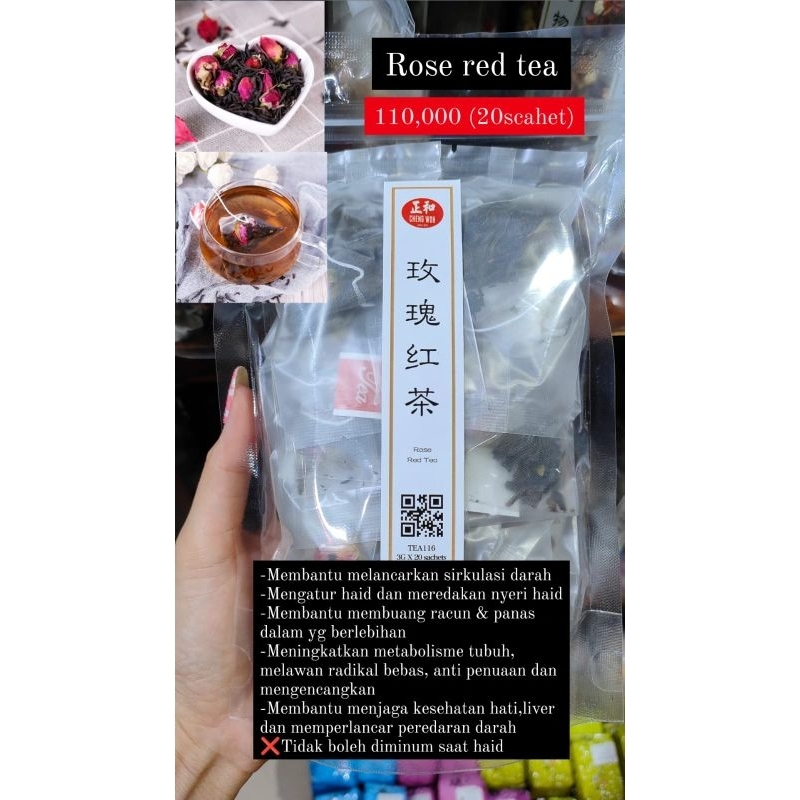 Rose red tea
110,000 (20scahet)
正和
CHENG WOH
玫
瑰
红
茶
Rose
Red Tea
TEA116
3G X 20 sachets
-Membantu melancarkan sirkulasi darah
-Mengatur haid dan meredakan nyeri haid
-Membantu membuang racun & panas
dalam yg berlebihan
-Meningkatkan metabolisme tubuh,
melawan radikal bebas, anti penuaan dan
mengencangkan
-Membantu menjaga kesehatan hati,liver
dan memperlancar peredaran darah
❌Tidak boleh diminum saat haid
Tea
物